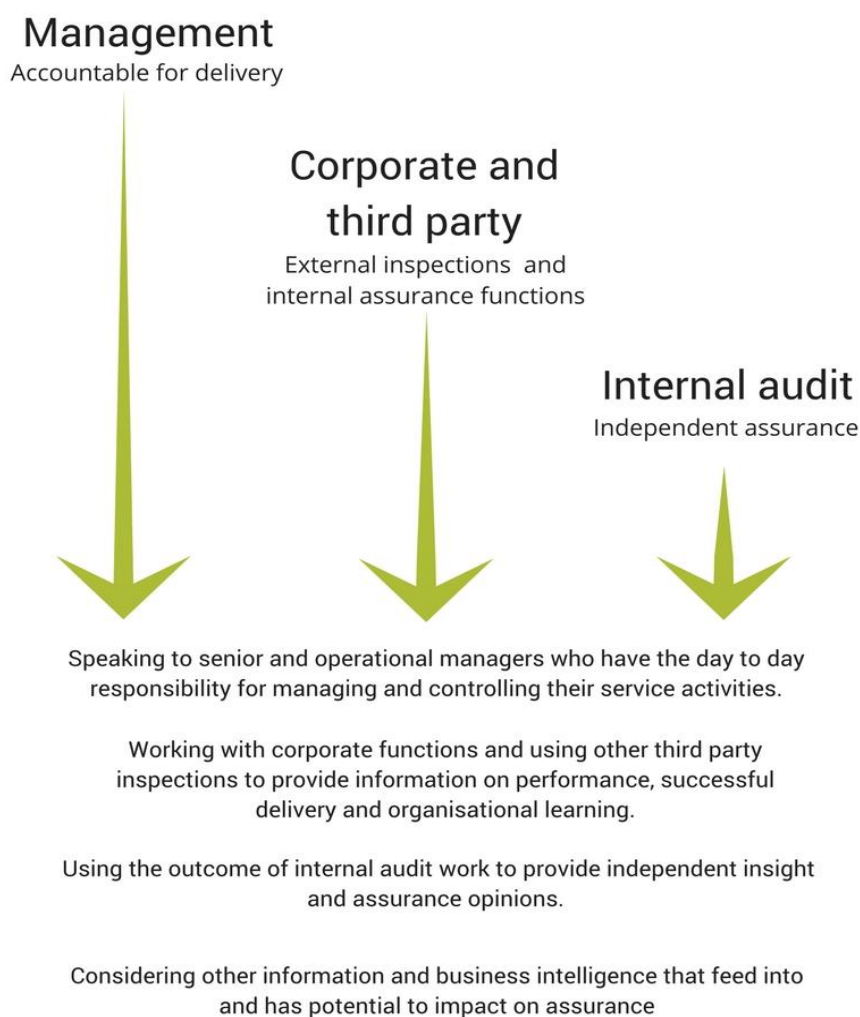 Management
Accountable for delivery
Corporate and
third party
External inspections and
internal assurance functions
Internal audit
Independent assurance
Speaking to senior and operational managers who have the day to day
responsibility for managing and controlling their service activities.
Working with corporate functions and using other third party
inspections to provide information on performance, successful
delivery and organisational learning.
Using the outcome of internal audit work to provide independent insight
and assurance opinions.
Considering other information and business intelligence that feed into
and has potential to impact on assurance